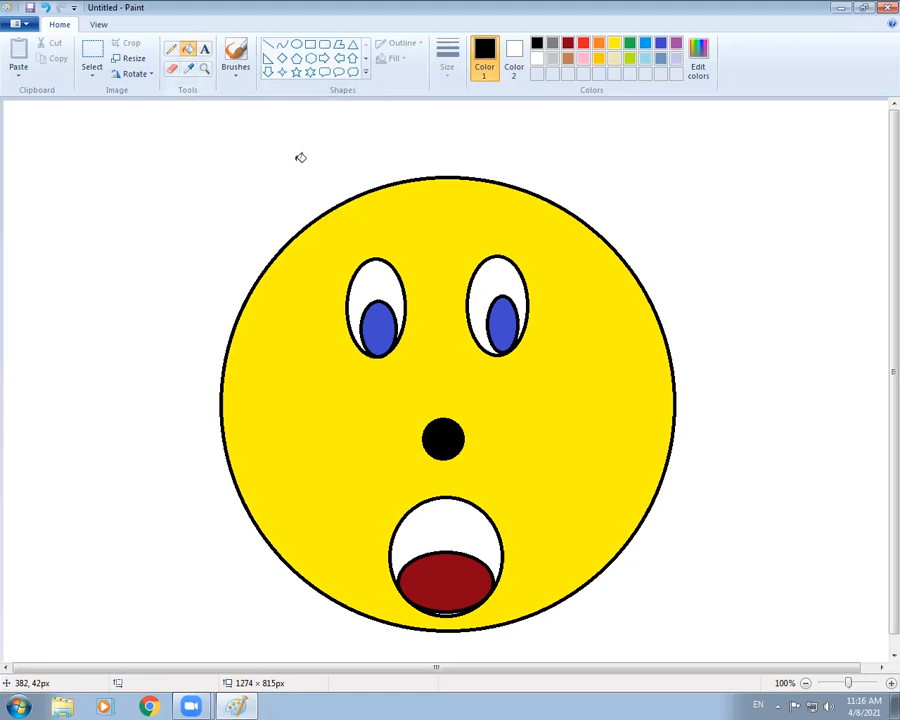 Untitled - Paint
Home View
Paste
Cut
Copy
Clipboard
Select
Crop
Resize
Rotate
Image
A
Tools
Brushes
Shapes
Outline
Fill
Size
Color 1
Color 2
Edit colors
Colors
382, 42px
1274 × 815px
100%
EN
11:16 AM
4/8/2021